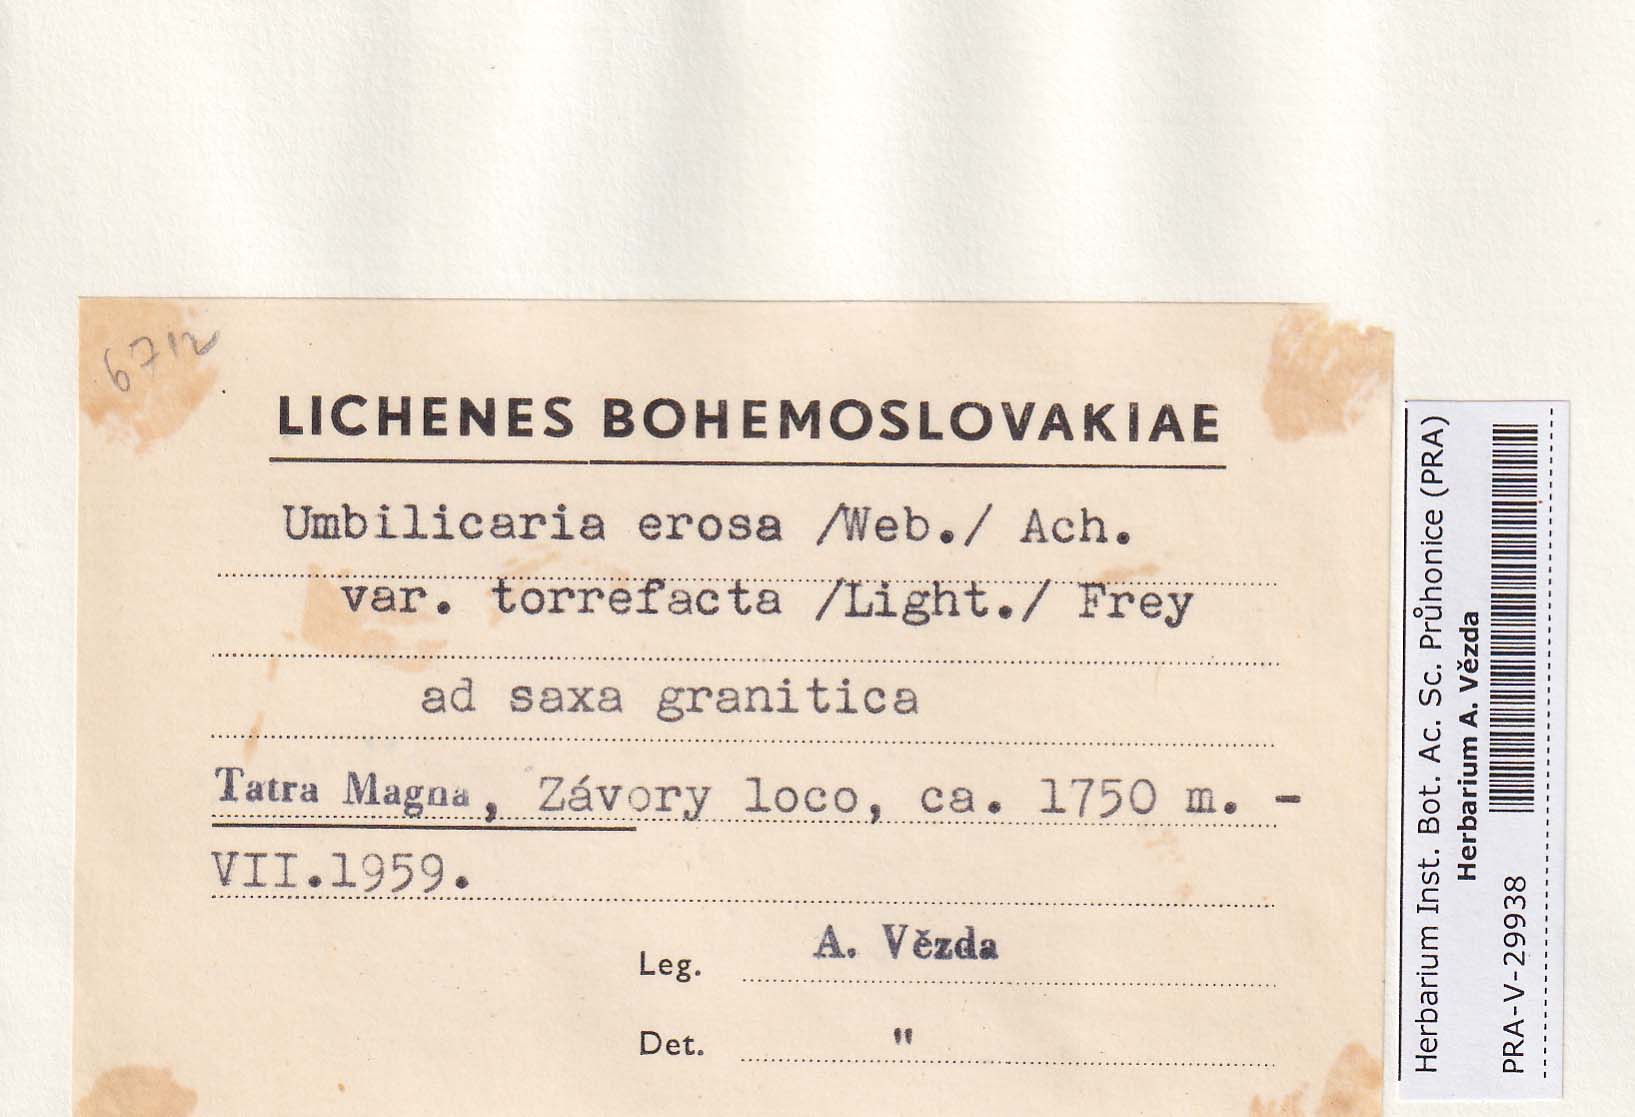 6712
LICHENES BOHEMOSLOVAKIAE
Umbilicaria erosa /Web./ Ach.
var. torrefacta /Light./ Frey
ad saxa granitica
Tatra Magna, Závory loco, ca. 1750 m. -
VII.1959.
Leg. A. Vězda
Det. "
Herbarium Inst. Bot. Ac. Sc. Průhonice (PRA)
Herbarium A. Vězda
PRA-V-29938